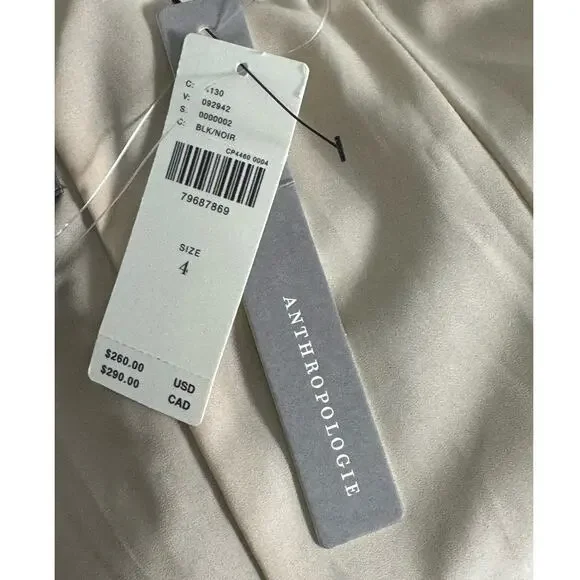 C:
V: 092942
S: 0000002
C: BLK/NOIR
CP4460 0004
79687869
SIZE
4
$260.00 USD
$290.00 CAD
ANTHROPOLOGIE